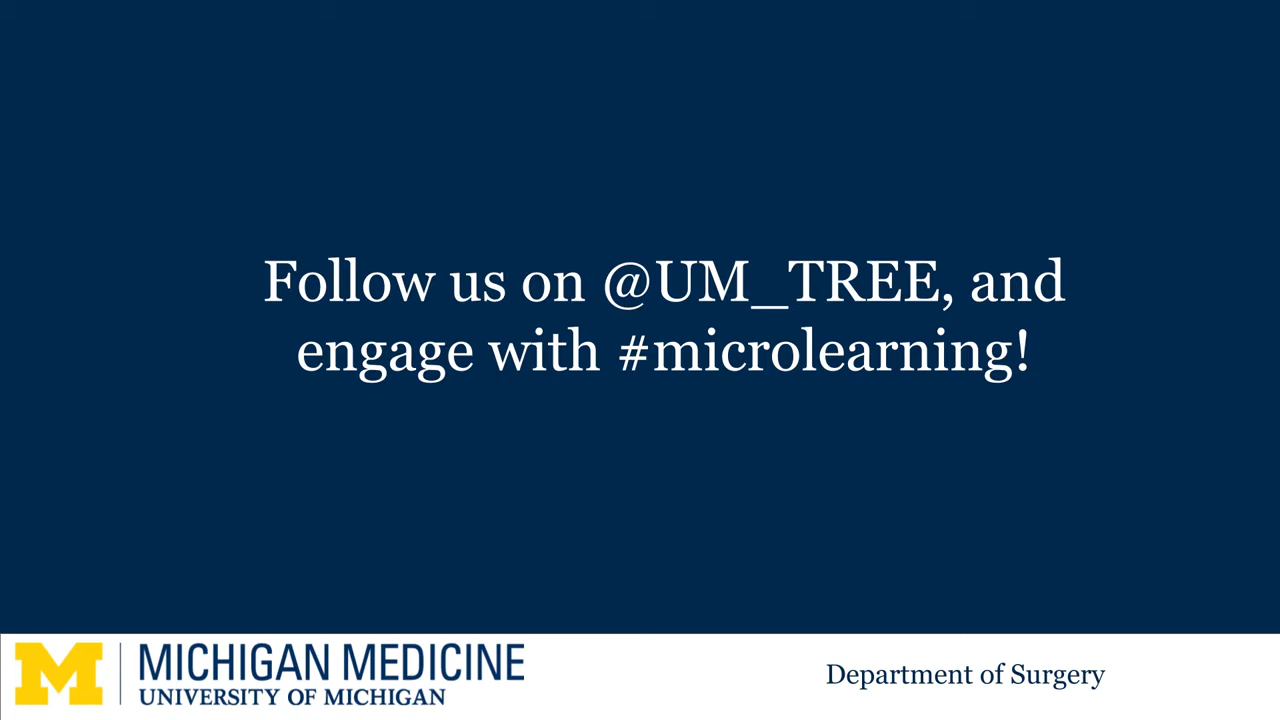 Follow us on @UM_TREE, and
engage with #microlearning!
M
MICHIGAN MEDICINE
UNIVERSITY OF MICHIGAN
Department of Surgery